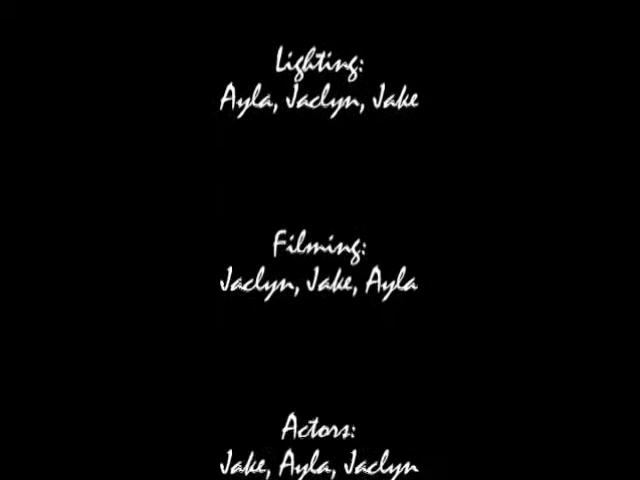 Lighting:
Ayla, Jaclyn, Jake
Filming:
Jaclyn, Jake, Ayla
Actors:
Jake, Ayla, Jaclyn